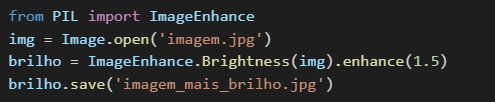 from PIL import ImageEnhance
img = Image.open('imagem.jpg')
brilho = ImageEnhance.Brightness(img).enhance(1.5)
brilho.save('imagem_mais_brilho.jpg')